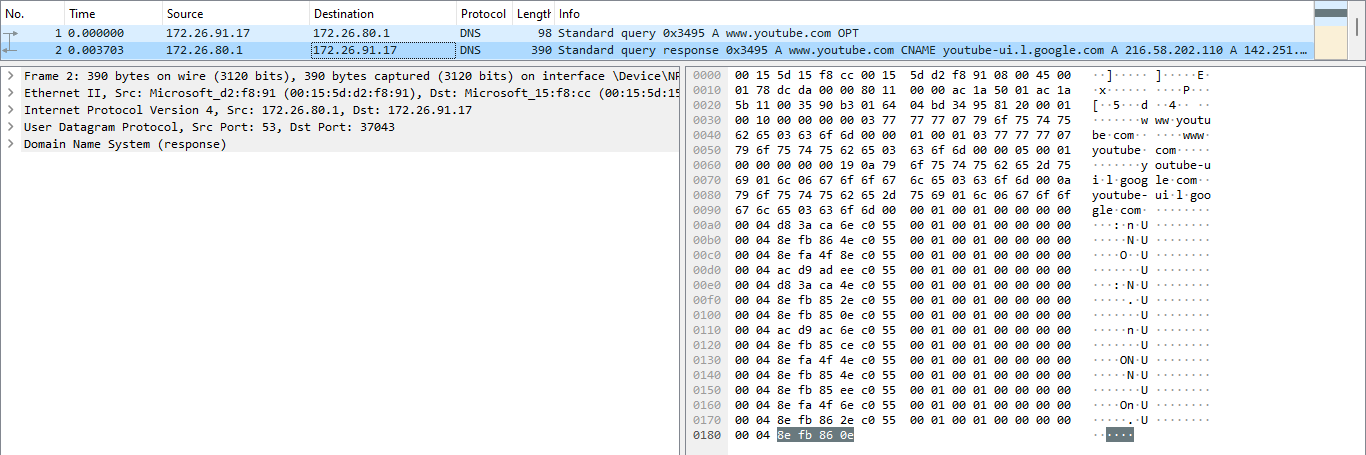 No. Time Source Destination Protocol Lengtł Info
1 0.000000 172.26.91.17 172.26.80.1 DNS 98 Standard query 0x3495 A www.youtube.com OPT
2 0.003703 172.26.80.1 172.26.91.17 DNS 390 Standard query response 0x3495 A www.youtube.com CNAME youtube-ui.l.google.com A 216.58.202.110 A 142.251.…
Frame 2: 390 bytes on wire (3120 bits), 390 bytes captured (3120 bits) on interface \Device\NP
Ethernet II, Src: Microsoft_d2:f8:91 (00:15:5d:d2:f8:91), Dst: Microsoft_15:f8:cc (00:15:5d:15
Internet Protocol Version 4, Src: 172.26.80.1, Dst: 172.26.91.17
User Datagram Protocol, Src Port: 53, Dst Port: 37043
Domain Name System (response)
0000 00 15 5d 15 f8 cc 00 15 5d d2 f8 91 08 00 45 00 ··]····· ]·····E·
0010 01 78 dc da 00 00 80 11 00 00 ac 1a 50 01 ac 1a ·x······ ····P···
0020 5b 11 00 35 90 b3 01 64 04 bd 34 95 81 20 00 01 [··5···d ··4·· ··
0030 00 10 00 00 00 00 03 77 77 77 07 79 6f 75 74 75 ·······w ww·youtu
0040 62 65 03 63 6f 6d 00 00 01 00 01 03 77 77 77 07 be·com·· ····www·
0050 79 6f 75 74 75 62 65 03 63 6f 6d 00 00 05 00 01 youtube· com·····
0060 00 00 00 00 00 19 0a 79 6f 75 74 75 62 65 2d 75 ·······y outube-u
0070 69 01 6c 06 67 6f 6f 67 6c 65 03 63 6f 6d 00 0a i·l·goog le·com··
0080 79 6f 75 74 75 62 65 2d 75 69 01 6c 06 67 6f 6f youtube- ui·l·goo
0090 67 6c 65 03 63 6f 6d 00 00 01 00 01 00 00 00 00 gle·com· ········
00a0 00 04 d8 3a ca 6e c0 55 00 01 00 01 00 00 00 00 ···:·n·U ········
00b0 00 04 8e fb 86 4e c0 55 00 01 00 01 00 00 00 00 ·····N·U ········
00c0 00 04 8e fa 4f 8e c0 55 00 01 00 01 00 00 00 00 ····O··U ········
00d0 00 04 ac d9 ad ee c0 55 00 01 00 01 00 00 00 00 ·······U ········
00e0 00 04 d8 3a ca 4e c0 55 00 01 00 01 00 00 00 00 ···:·N·U ········
00f0 00 04 8e fb 85 2e c0 55 00 01 00 01 00 00 00 00 ·····.·U ········
0100 00 04 8e fb 85 0e c0 55 00 01 00 01 00 00 00 00 ·······U ········
0110 00 04 ac d9 ac 6e c0 55 00 01 00 01 00 00 00 00 ·····n·U ········
0120 00 04 8e fb 85 ce c0 55 00 01 00 01 00 00 00 00 ·······U ········
0130 00 04 8e fa 4f 4e c0 55 00 01 00 01 00 00 00 00 ····ON·U ········
0140 00 04 8e fb 85 4e c0 55 00 01 00 01 00 00 00 00 ·····N·U ········
0150 00 04 8e fb 85 ee c0 55 00 01 00 01 00 00 00 00 ·······U ········
0160 00 04 8e fa 4f 6e c0 55 00 01 00 01 00 00 00 00 ····On·U ········
0170 00 04 8e fb 86 2e c0 55 00 01 00 01 00 00 00 00 ·····.·U ········
0180 00 04 8e fb 86 0e ······